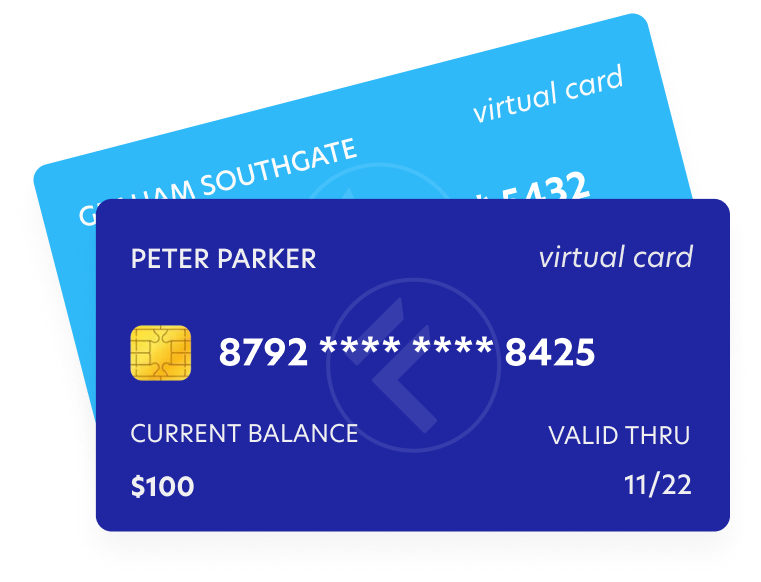 virtual card
SOUTHGATE
5432
PETER PARKER
virtual card
8792 **** **** 8425
CURRENT BALANCE
VALID THRU
$100
11/22